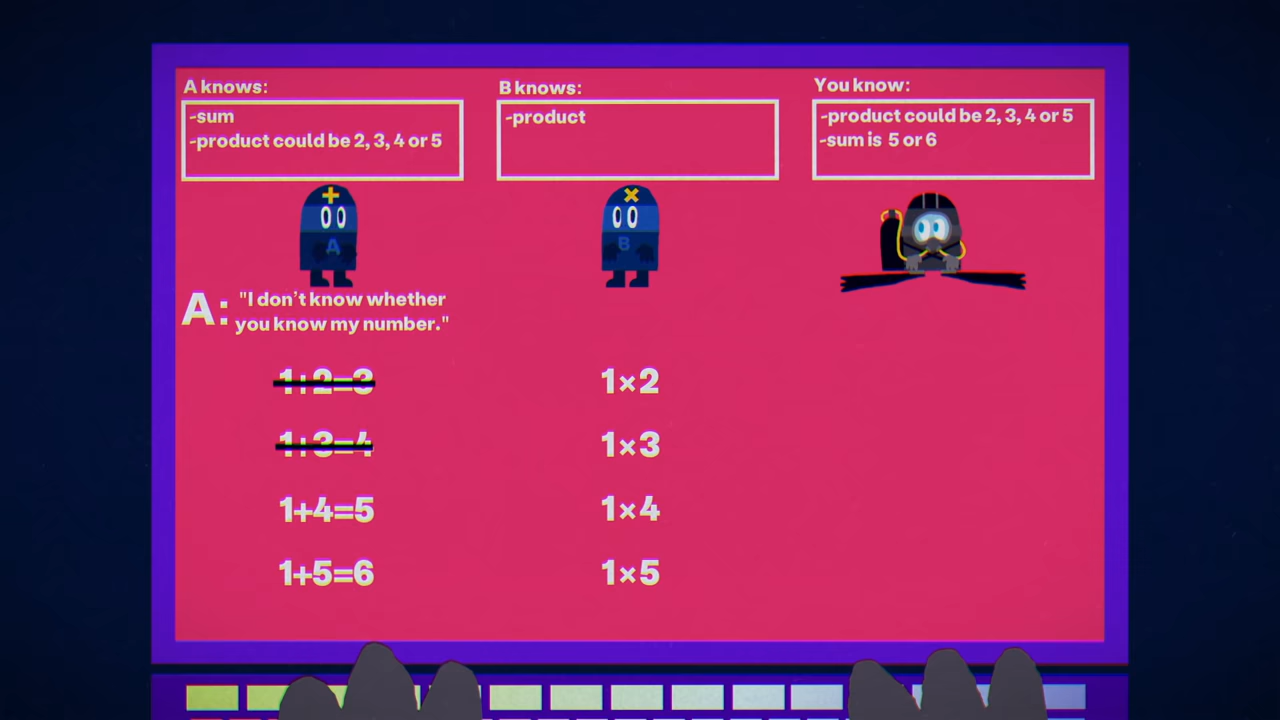 A knows:
-sum
-product could be 2, 3, 4 or 5
B knows:
-product
You know:
-product could be 2, 3, 4 or 5
-sum is 5 or 6
+
A
×
B
A: "I don't know whether
you know my number."
1+2=3
1×2
1+3=4
1×3
1+4=5
1×4
1+5=6
1×5